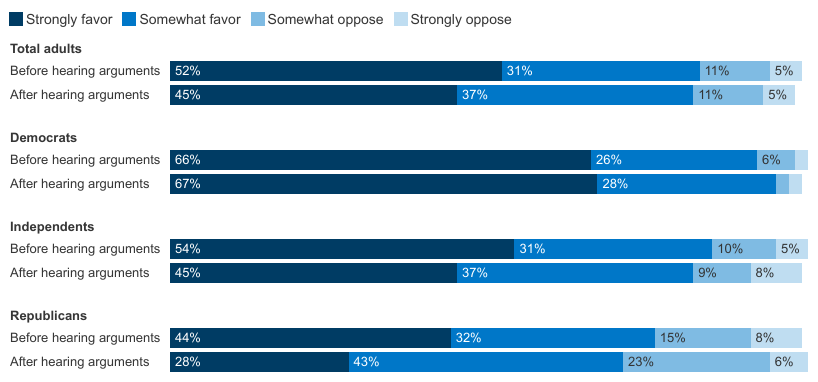 Strongly favor Somewhat favor Somewhat oppose Strongly oppose
Total adults
Before hearing arguments 52% 31% 11% 5%
After hearing arguments 45% 37% 11% 5%
Democrats
Before hearing arguments 66% 26% 6%
After hearing arguments 67% 28%
Independents
Before hearing arguments 54% 31% 10% 5%
After hearing arguments 45% 37% 9% 8%
Republicans
Before hearing arguments 44% 32% 15% 8%
After hearing arguments 28% 43% 23% 6%